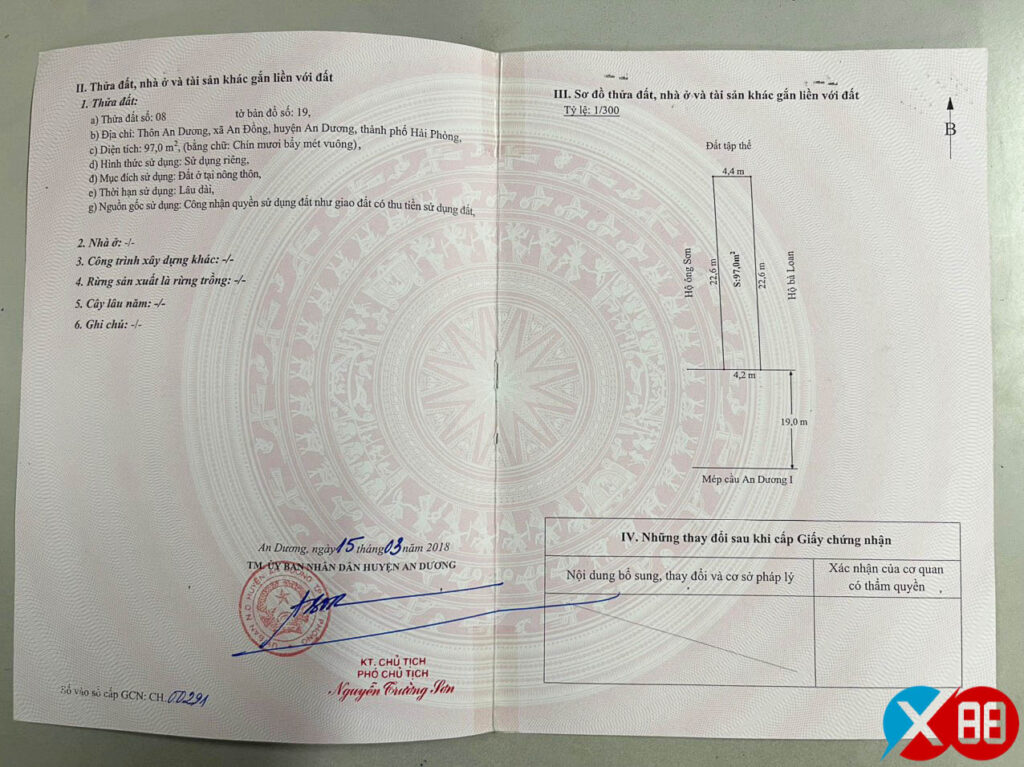 II. Thửa đất, nhà ở và tài sản khác gắn liền với đất
1. Thửa đất:
a) Thửa đất số: 08 tờ bản đồ số: 19,
b) Địa chỉ: Thôn An Dương, xã An Đồng, huyện An Dương, thành phố Hải Phòng,
c) Diện tích: 97,0 m², (bằng chữ: Chín mươi bẩy mét vuông),
d) Hình thức sử dụng: Sử dụng riêng,
đ) Mục đích sử dụng: Đất ở tại nông thôn,
e) Thời hạn sử dụng: Lâu dài,
g) Nguồn gốc sử dụng: Công nhận quyền sử dụng đất như giao đất có thu tiền sử dụng đất,
2. Nhà ở: -/-
3. Công trình xây dựng khác: -/-
4. Rừng sản xuất là rừng trồng: -/-
5. Cây lâu năm: -/-
6. Ghi chú: -/-
An Dương, ngày 15 tháng 03 năm 2018
TM. ỦY BAN NHÂN DÂN HUYỆN AN DƯƠNG
KT. CHỦ TỊCH
PHÓ CHỦ TỊCH
Nguyễn Trường Sơn
Số vào sổ cấp GCN: CH.00291
III. Sơ đồ thửa đất, nhà ở và tài sản khác gắn liền với đất
Tỷ lệ: 1/300
B
Đất tập thể
4,4 m
Hộ ông Sơn
22,6 m
S:97,0m²
22,6 m
Hộ bà Loan
4,2 m
19,0 m
Mép cầu An Dương I
IV. Những thay đổi sau khi cấp Giấy chứng nhận
Nội dung bổ sung, thay đổi và cơ sở pháp lý
Xác nhận của cơ quan
có thẩm quyền
X88